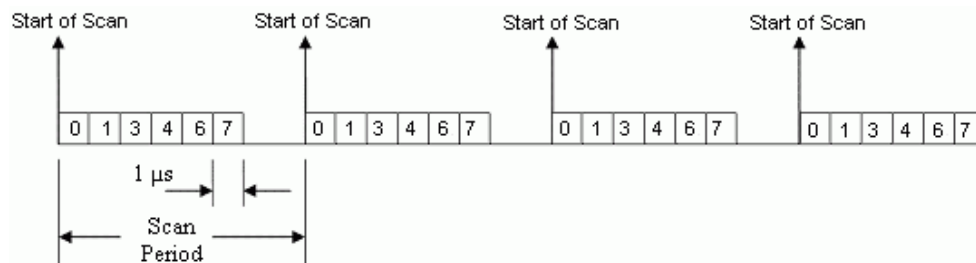 Start of Scan Start of Scan Start of Scan Start of Scan
0 1 3 4 6 7 0 1 3 4 6 7 0 1 3 4 6 7 0 1 3 4 6 7
1 µs
Scan
Period